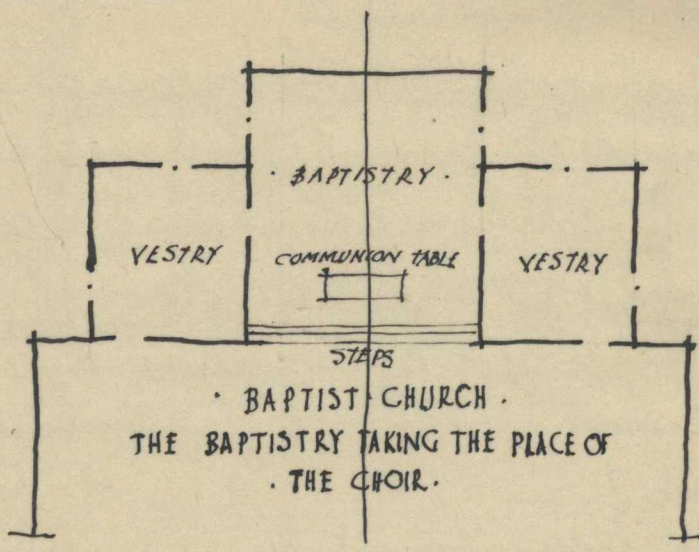 · BAPTISTRY ·
VESTRY
COMMUNION TABLE
VESTRY
STEPS
· BAPTIST CHURCH ·
THE BAPTISTRY TAKING THE PLACE OF
· THE CHOIR ·